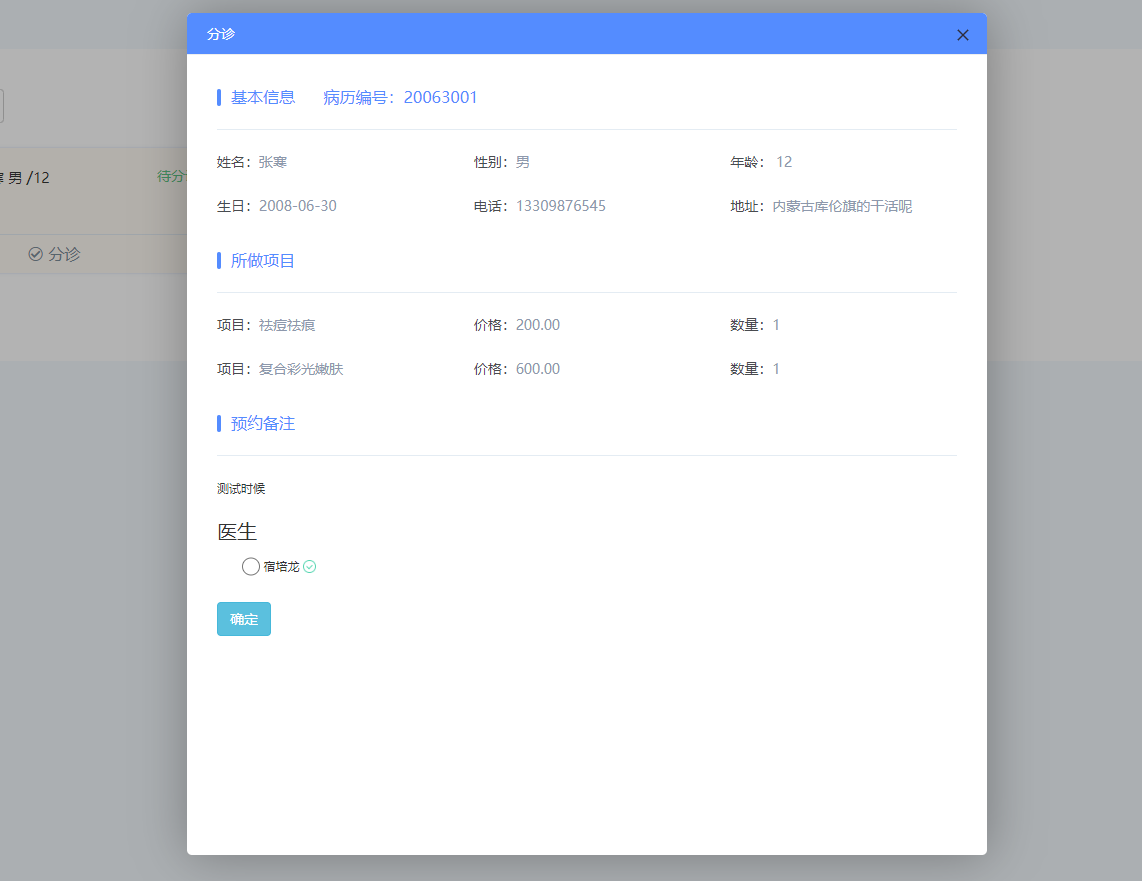 分诊
基本信息 病历编号：20063001
姓名：张寒 性别：男 年龄： 12
男 /12 待分
生日：2008-06-30 电话：13309876545 地址：内蒙古库伦旗的干活呢
分诊
所做项目
项目：祛痘祛痕 价格：200.00 数量：1
项目：复合彩光嫩肤 价格：600.00 数量：1
预约备注
测试时候
医生
宿培龙
确定